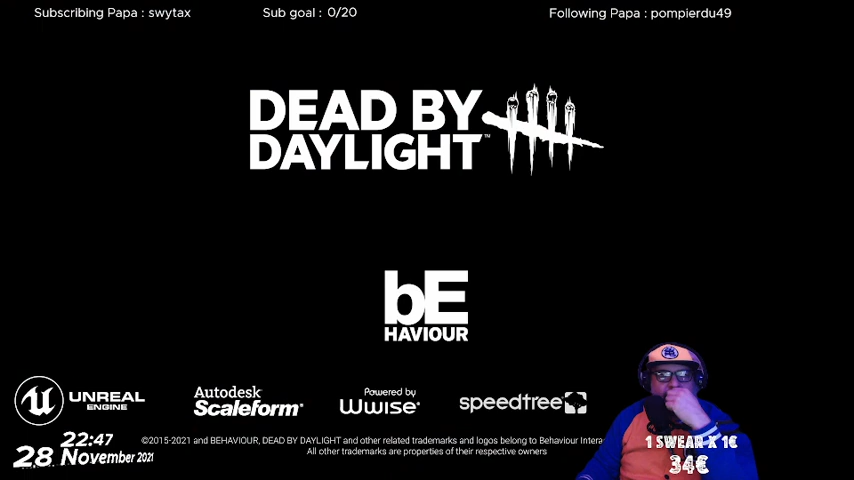 Subscribing Papa : swytax
Sub goal : 0/20
Following Papa : pompierdu49
DEAD BY
DAYLIGHT™
bE
HAVIOUR
UNREAL
ENGINE
Autodesk®
Scaleform®
Powered by
Wwise®
speedtree®
22:47
28 November 2021
©2015-2021 and BEHAVIOUR, DEAD BY DAYLIGHT and other related trademarks and logos belong to Behaviour
All other trademarks are properties of their respective owners
1 SWEAR X 1€
34€